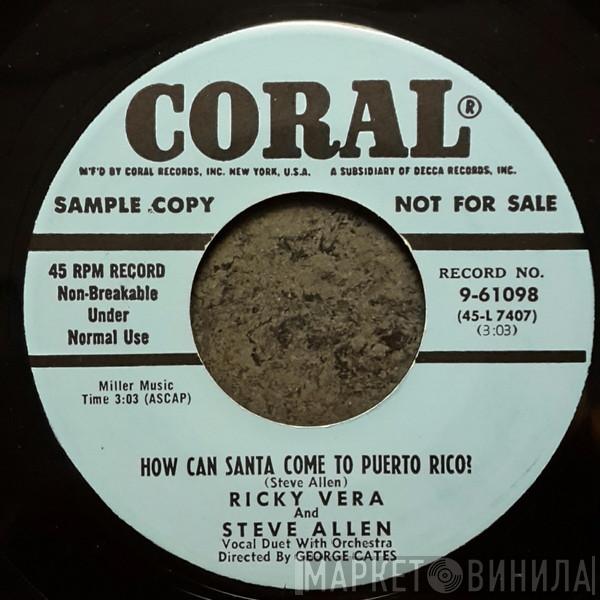 CORAL®
M'F'D BY CORAL RECORDS, INC. NEW YORK, U.S.A. A SUBSIDIARY OF DECCA RECORDS, INC.
SAMPLE COPY NOT FOR SALE
45 RPM RECORD
Non-Breakable
Under
Normal Use
RECORD NO.
9-61098
(45-L 7407)
(3:03)
Miller Music
Time 3:03 (ASCAP)
HOW CAN SANTA COME TO PUERTO RICO?
(Steve Allen)
RICKY VERA
And
STEVE ALLEN
Vocal Duet With Orchestra
Directed By GEORGE CATES
МАРКЕТ ВИНИЛА